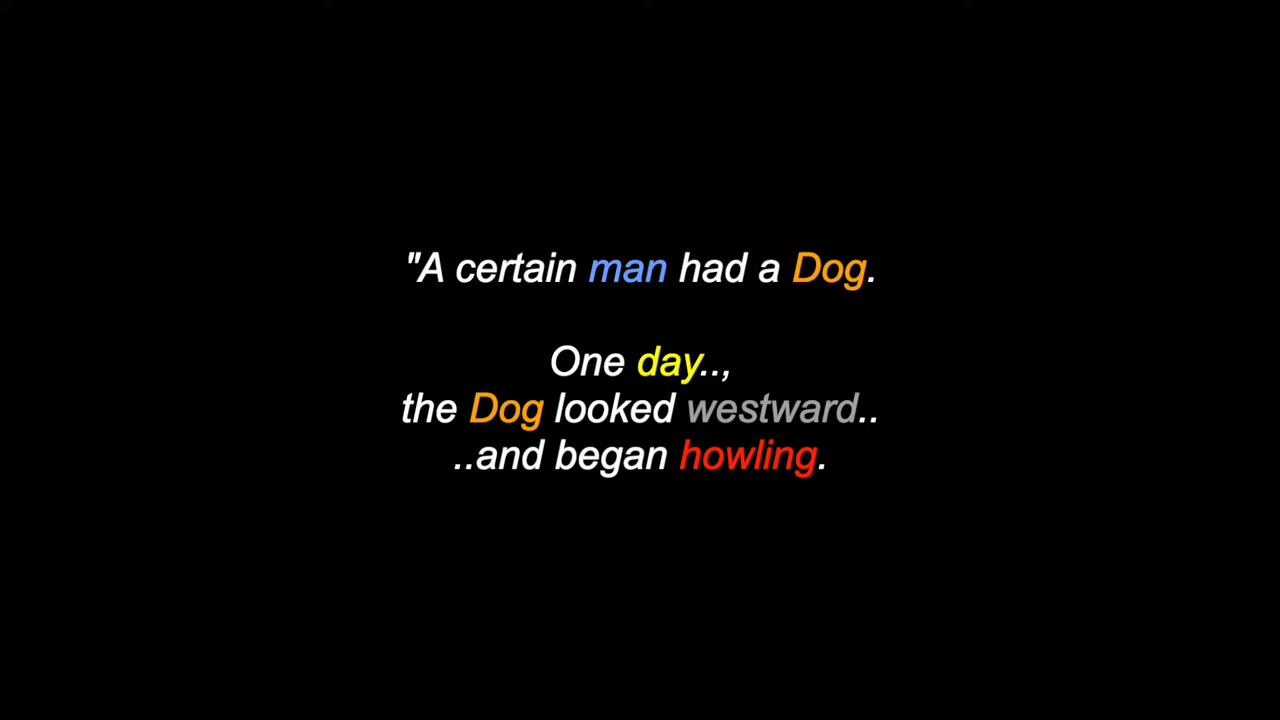 "A certain man had a Dog.
One day..,
the Dog looked westward..
..and began howling.